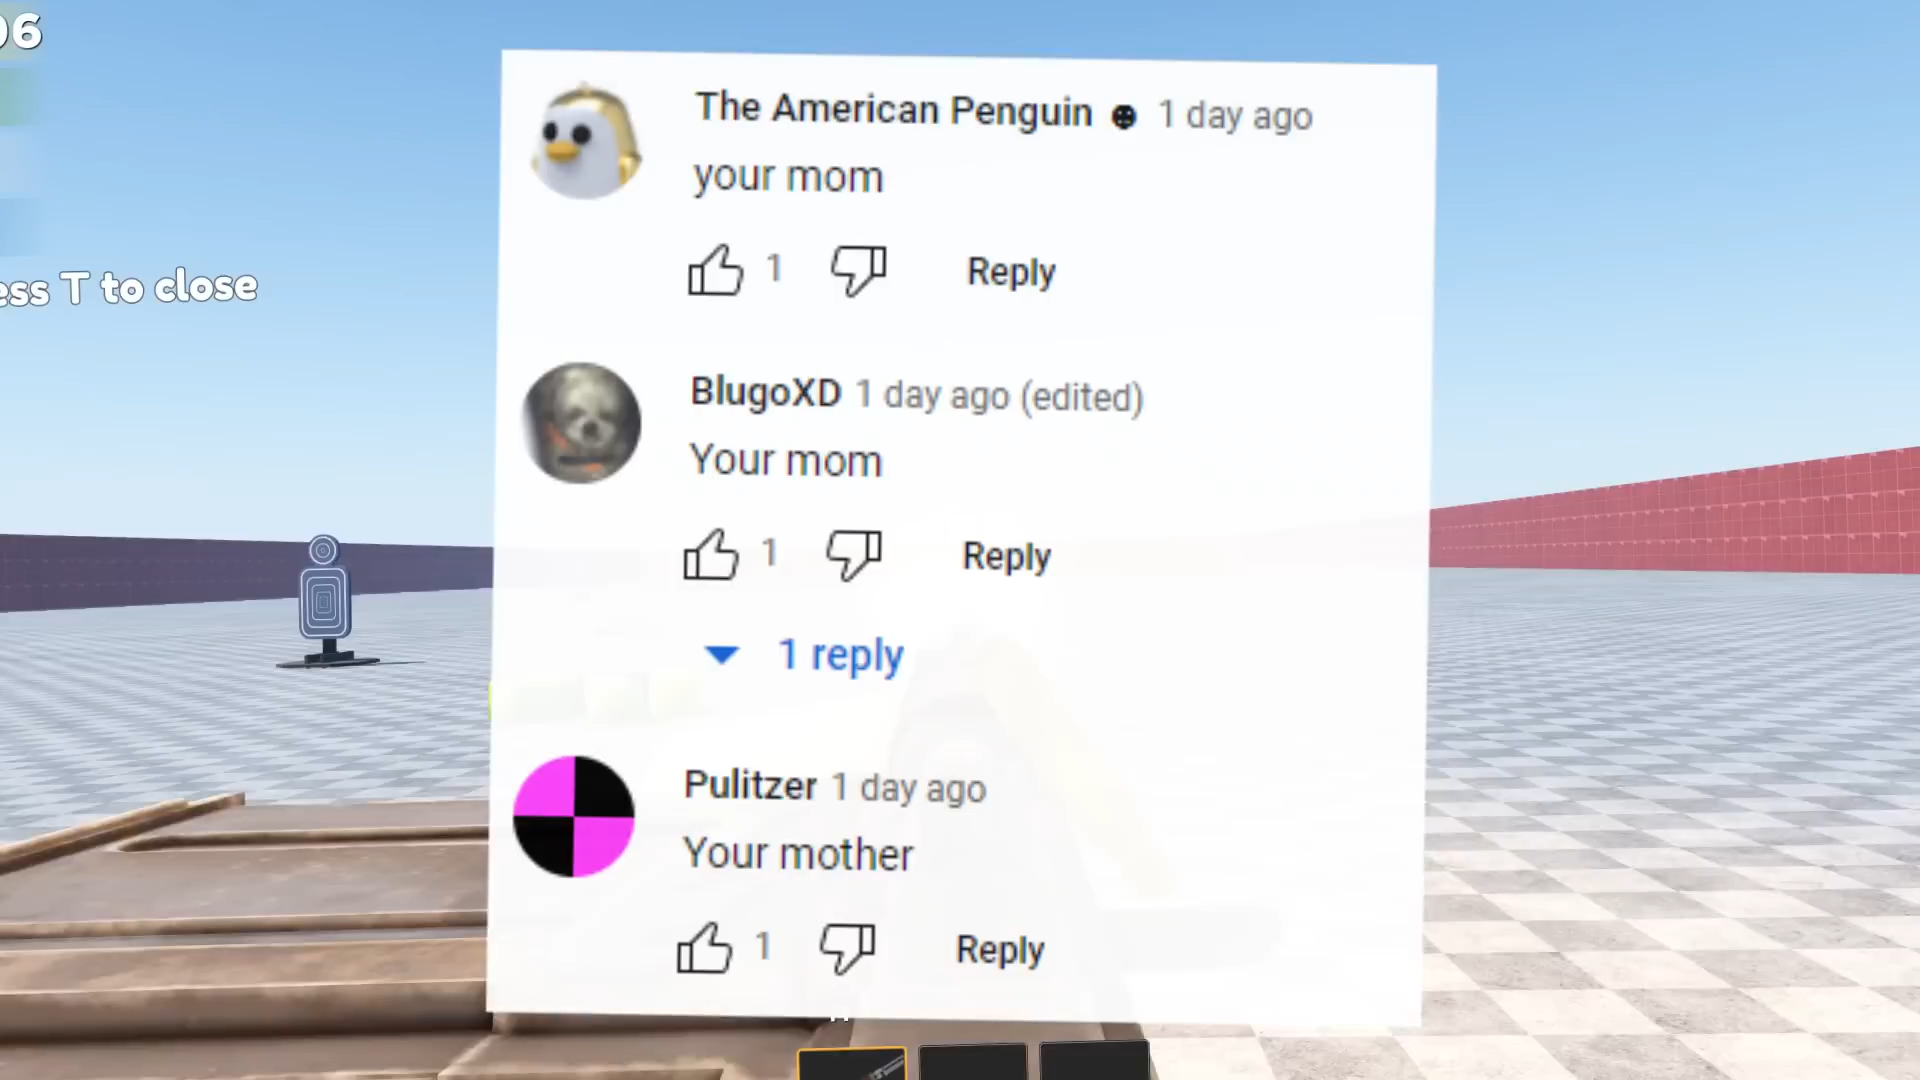 06
ess T to close
The American Penguin 1 day ago
your mom
1 Reply
BlugoXD 1 day ago (edited)
Your mom
1 Reply
1 reply
Pulitzer 1 day ago
Your mother
1 Reply